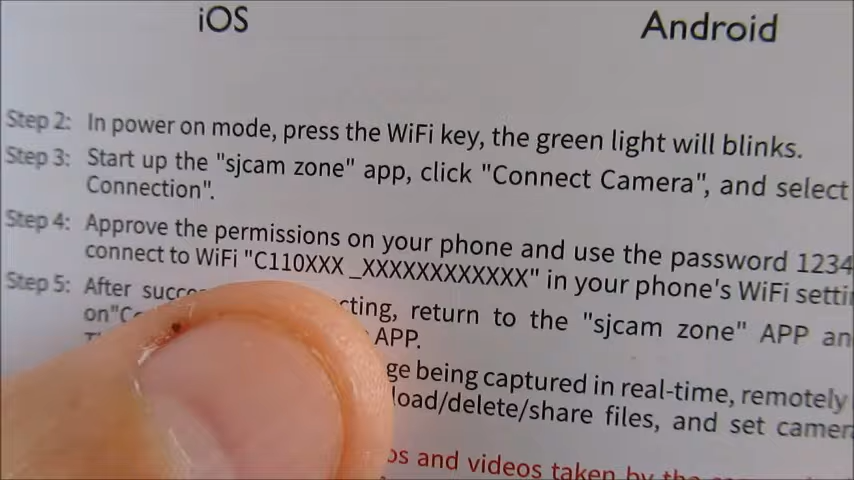 iOS Android
Step 2: In power on mode, press the WiFi key, the green light will blinks.
Step 3: Start up the "sjcam zone" app, click "Connect Camera", and select
Connection".
Step 4: Approve the permissions on your phone and use the password 1234
connect to WiFi "C110XXX _XXXXXXXXXXXX" in your phone's WiFi
Step 5: After cting, return to the "sjcam zone" APP
on"C APP.
ge being captured in real-time, remotely
load/delete/share files, and set
and videos taken by the